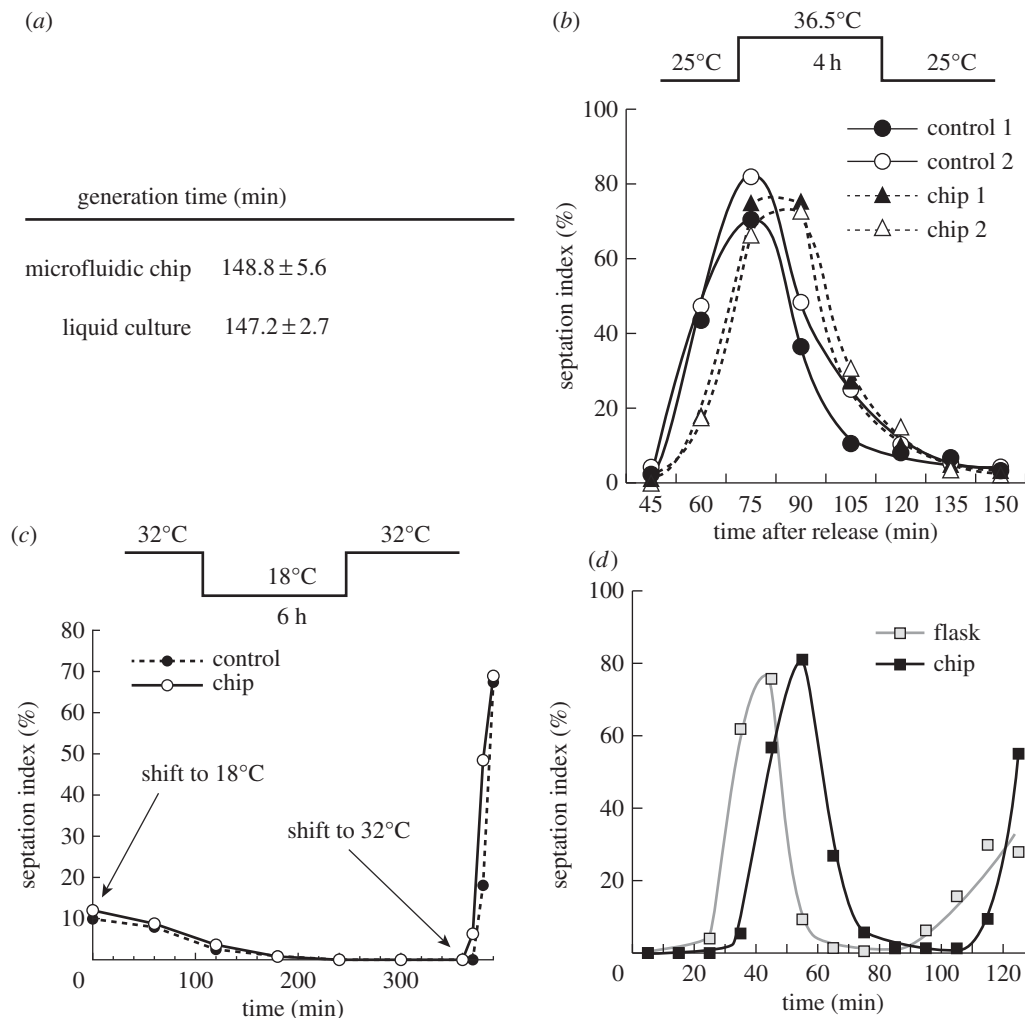 (a)
generation time (min)
microfluidic chip 148.8 ± 5.6
liquid culture 147.2 ± 2.7
(b)
36.5°C
25°C 4 h 25°C
100
80
60
40
20
0
septation index (%)
control 1
control 2
chip 1
chip 2
45 60 75 90 105 120 135 150
time after release (min)
(c)
32°C 32°C
18°C
6 h
80
70
60
50
40
30
20
10
septation index (%)
control
chip
shift to 18°C
shift to 32°C
0 100 200 300
time (min)
(d)
100
80
60
40
20
septation index (%)
flask
chip
0 20 40 60 80 100 120
time (min)